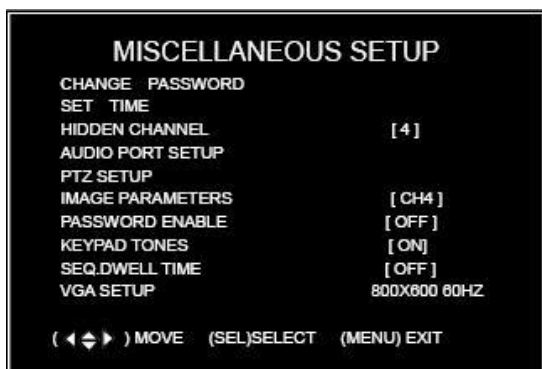 MISCELLANEOUS SETUP
CHANGE PASSWORD
SET TIME
HIDDEN CHANNEL [ 4 ]
AUDIO PORT SETUP
PTZ SETUP
IMAGE PARAMETERS [ CH4 ]
PASSWORD ENABLE [ OFF ]
KEYPAD TONES [ ON]
SEQ.DWELL TIME [ OFF ]
VGA SETUP 800X600 60HZ
( ◀ ◆ ▶ ) MOVE (SEL)SELECT (MENU) EXIT